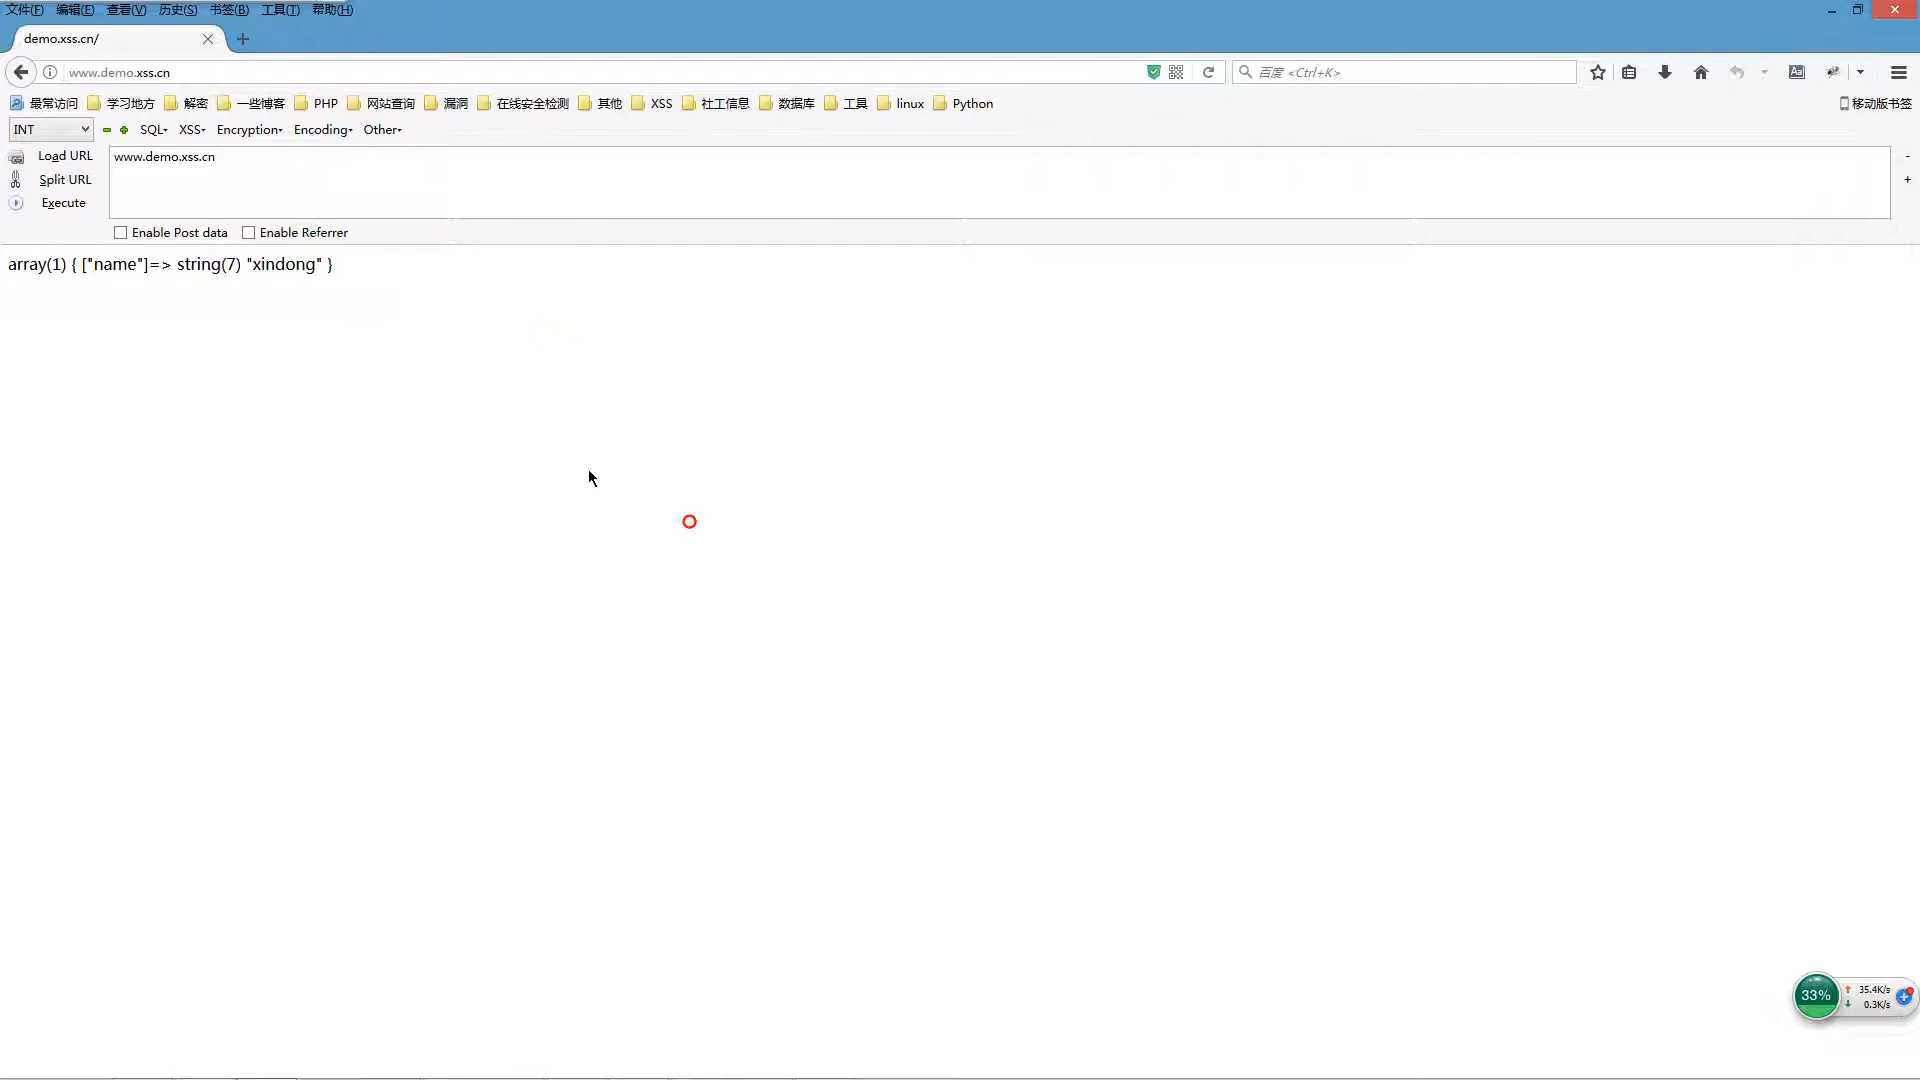 文件(F) 编辑(E) 查看(V) 历史(S) 书签(B) 工具(T) 帮助(H)
demo.xss.cn/
www.demo.xss.cn
百度 <Ctrl+K>
最常访问 学习地方 解密 一些博客 PHP 网站查询 漏洞 在线安全检测 其他 XSS 社工信息 数据库 工具 linux Python 移动版书签
INT SQL XSS Encryption Encoding Other
Load URL www.demo.xss.cn -
Split URL +
Execute
Enable Post data Enable Referrer
array(1) { ["name"]=> string(7) "xindong" }
33% 35.4K/s
0.3K/s